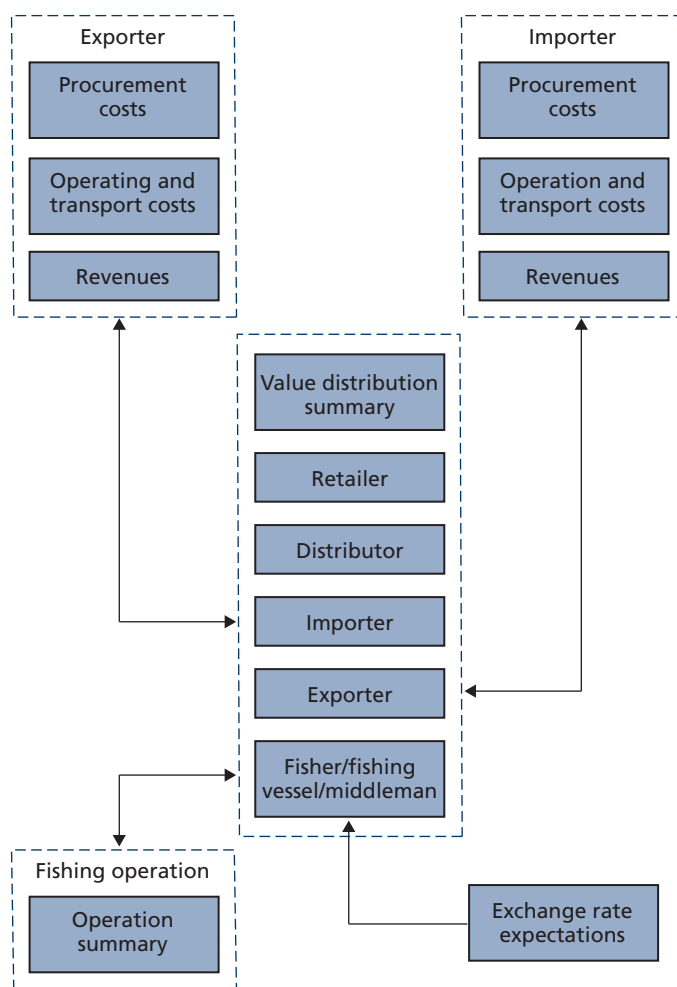 Exporter
Procurement
costs
Operating and
transport costs
Revenues
Importer
Procurement
costs
Operation and
transport costs
Revenues
Value distribution
summary
Retailer
Distributor
Importer
Exporter
Fisher/fishing
vessel/middleman
Fishing operation
Operation
summary
Exchange rate
expectations